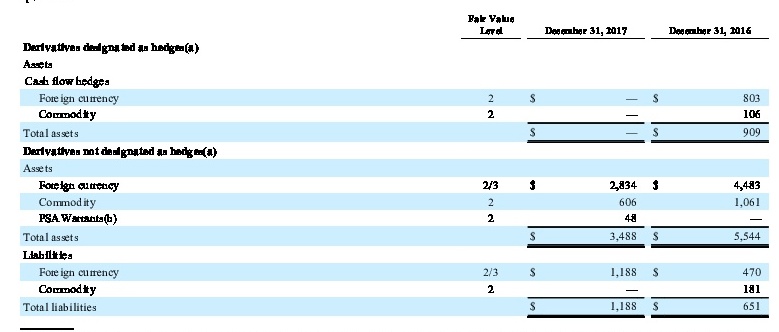 Fair Value
Level December 31, 2017 December 31, 2016
Derivatives designated as hedges(a)
Assets
Cash flow hedges
Foreign currency 2 $ — $ 803
Commodity 2 — 106
Total assets $ — $ 909
Derivatives not designated as hedges(a)
Assets
Foreign currency 2/3 $ 2,834 $ 4,483
Commodity 2 606 1,061
PSA Warrants(b) 2 48 —
Total assets $ 3,488 $ 5,544
Liabilities
Foreign currency 2/3 $ 1,188 $ 470
Commodity 2 — 181
Total liabilities $ 1,188 $ 651